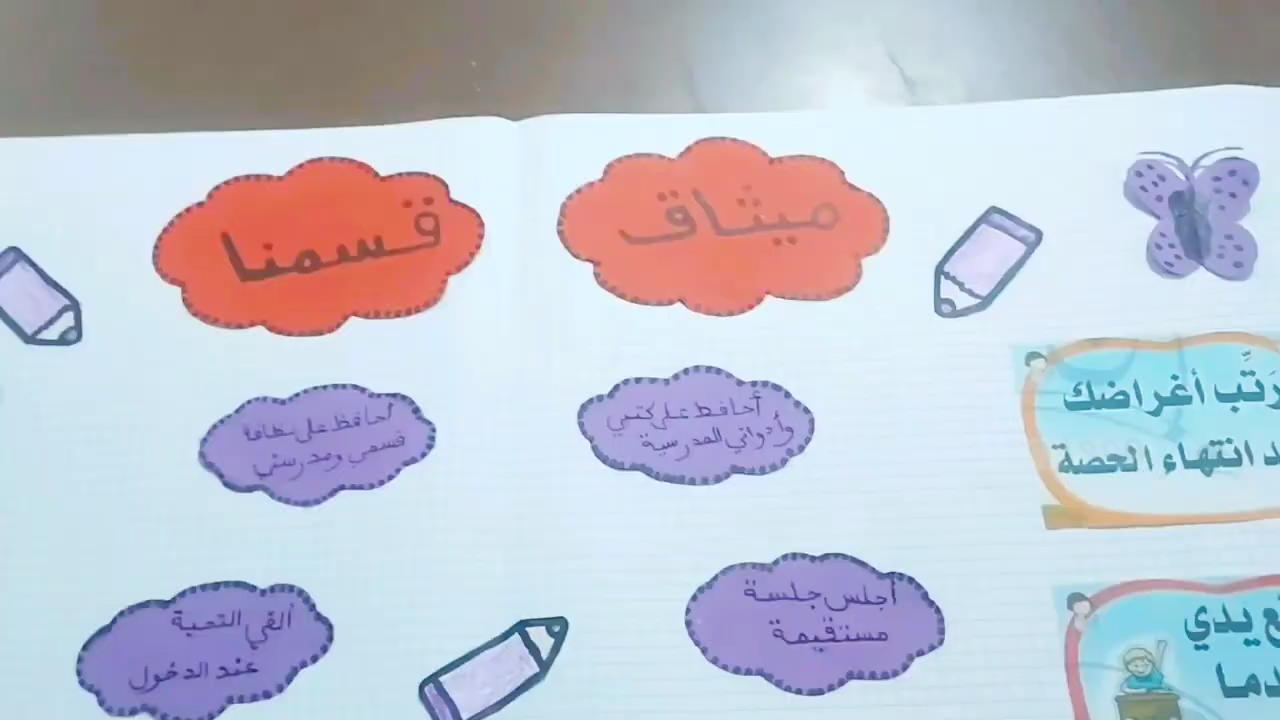 ميثاق
قسمنا
أحافظ على كتبي
وأدواتي المدرسية
أحافظ على نظافة
قسمي ومدرستي
رَتِّب أغراضك
انتهاء الحصة
أجلس جلسة
مستقيمة
ألقي التحية
عند الدخول
يدي